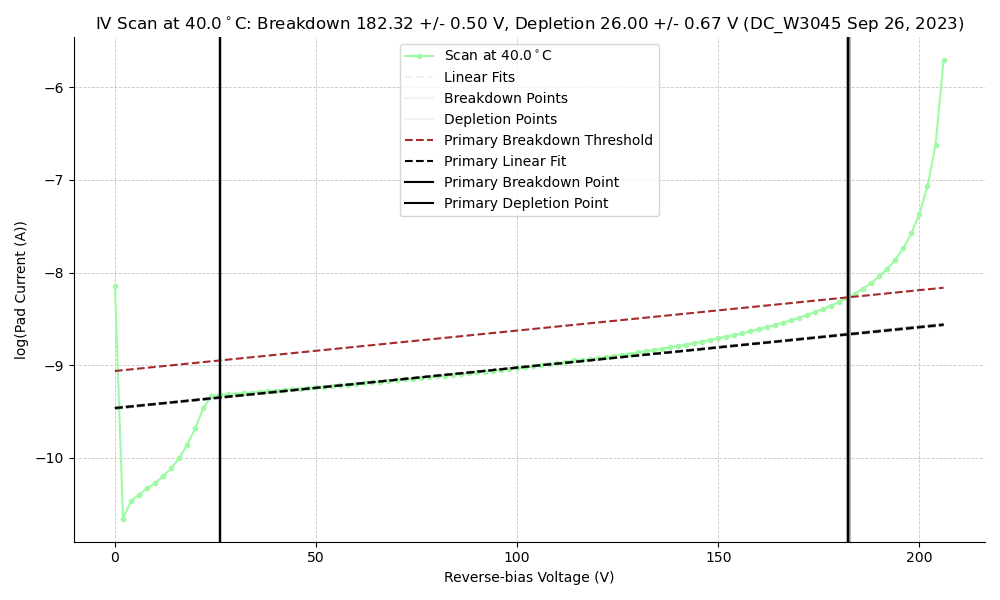 IV Scan at 40.0°C: Breakdown 182.32 +/- 0.50 V, Depletion 26.00 +/- 0.67 V (DC_W3045 Sep 26, 2023)
Scan at 40.0°C
Linear Fits
Breakdown Points
Depletion Points
Primary Breakdown Threshold
Primary Linear Fit
Primary Breakdown Point
Primary Depletion Point
log(Pad Current (A))
−6
−7
−8
−9
−10
0
50
100
150
200
Reverse-bias Voltage (V)